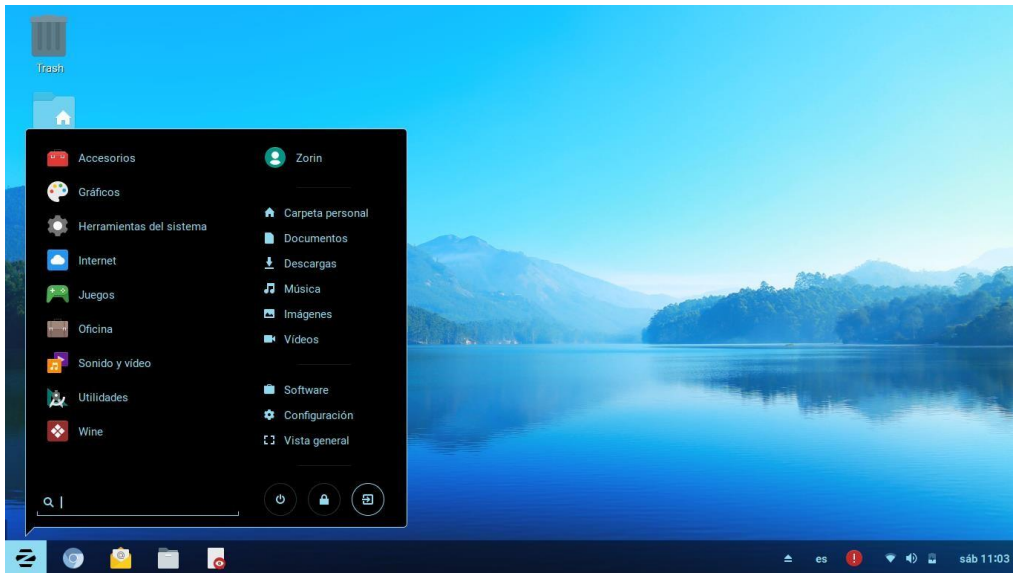 Trash
Accesorios
Gráficos
Herramientas del sistema
Internet
Juegos
Oficina
Sonido y vídeo
Utilidades
Wine
Zorin
Carpeta personal
Documentos
Descargas
Música
Imágenes
Vídeos
Software
Configuración
Vista general
es
sáb 11:03